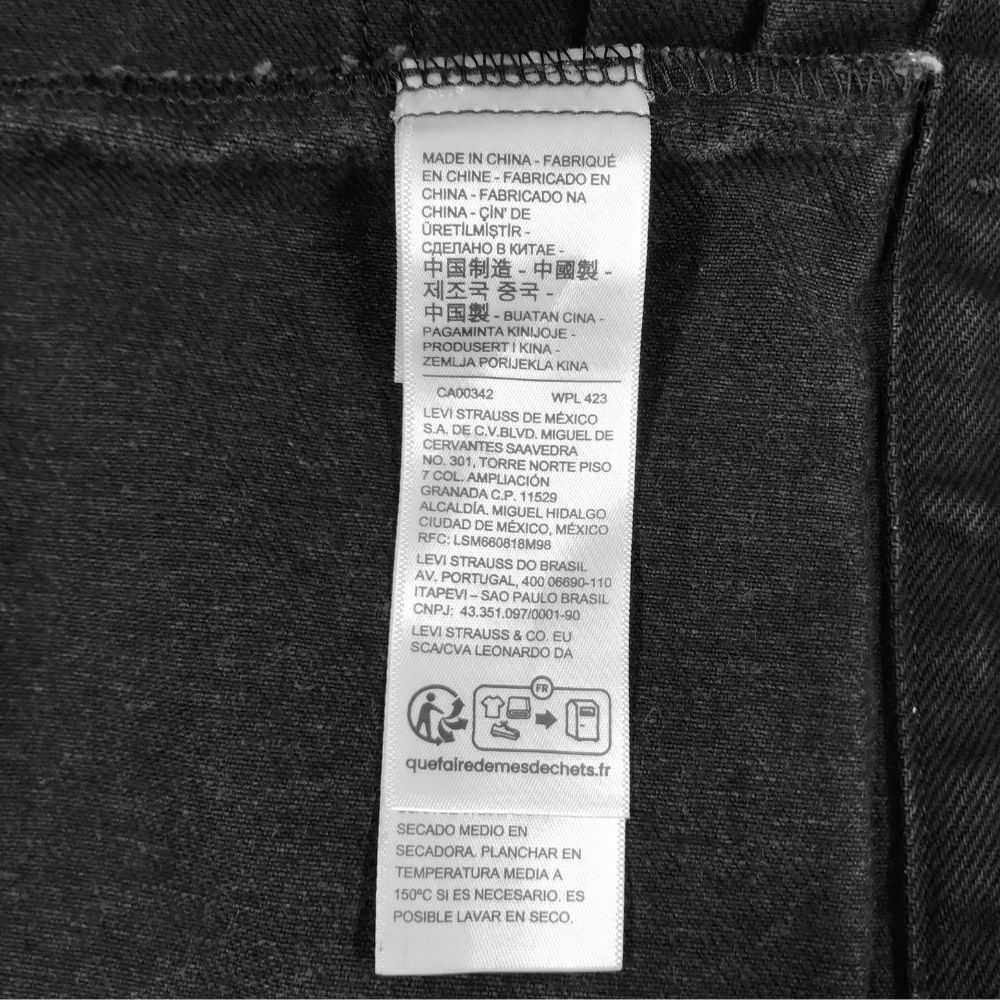 MADE IN CHINA - FABRIQUÉ
EN CHINE - FABRICADO EN
CHINA - FABRICADO NA
CHINA - ÇİN' DE
ÜRETİLMİŞTİR -
СДЕЛАНО В КИТАЕ -
中国制造 - 中國製 -
제조국 중국 -
中国製 - BUATAN CINA -
PAGAMINTA KINIJOJE -
PRODUSERT I KINA -
ZEMLJA PORIJEKLA KINA
CA00342 WPL 423
LEVI STRAUSS DE MÉXICO
S.A. DE C.V.BLVD. MIGUEL DE
CERVANTES SAAVEDRA
NO. 301, TORRE NORTE PISO
7 COL. AMPLIACIÓN
GRANADA C.P. 11529
ALCALDÍA. MIGUEL HIDALGO
CIUDAD DE MÉXICO, MÉXICO
RFC: LSM660818M98
LEVI STRAUSS DO BRASIL
AV. PORTUGAL, 400 06690-110
ITAPEVI – SAO PAULO BRASIL
CNPJ: 43.351.097/0001-90
LEVI STRAUSS & CO. EU
SCA/CVA LEONARDO DA
FR
quefairedemesdechets.fr
SECADO MEDIO EN
SECADORA. PLANCHAR EN
TEMPERATURA MEDIA A
150ºC SI ES NECESARIO. ES
POSIBLE LAVAR EN SECO.